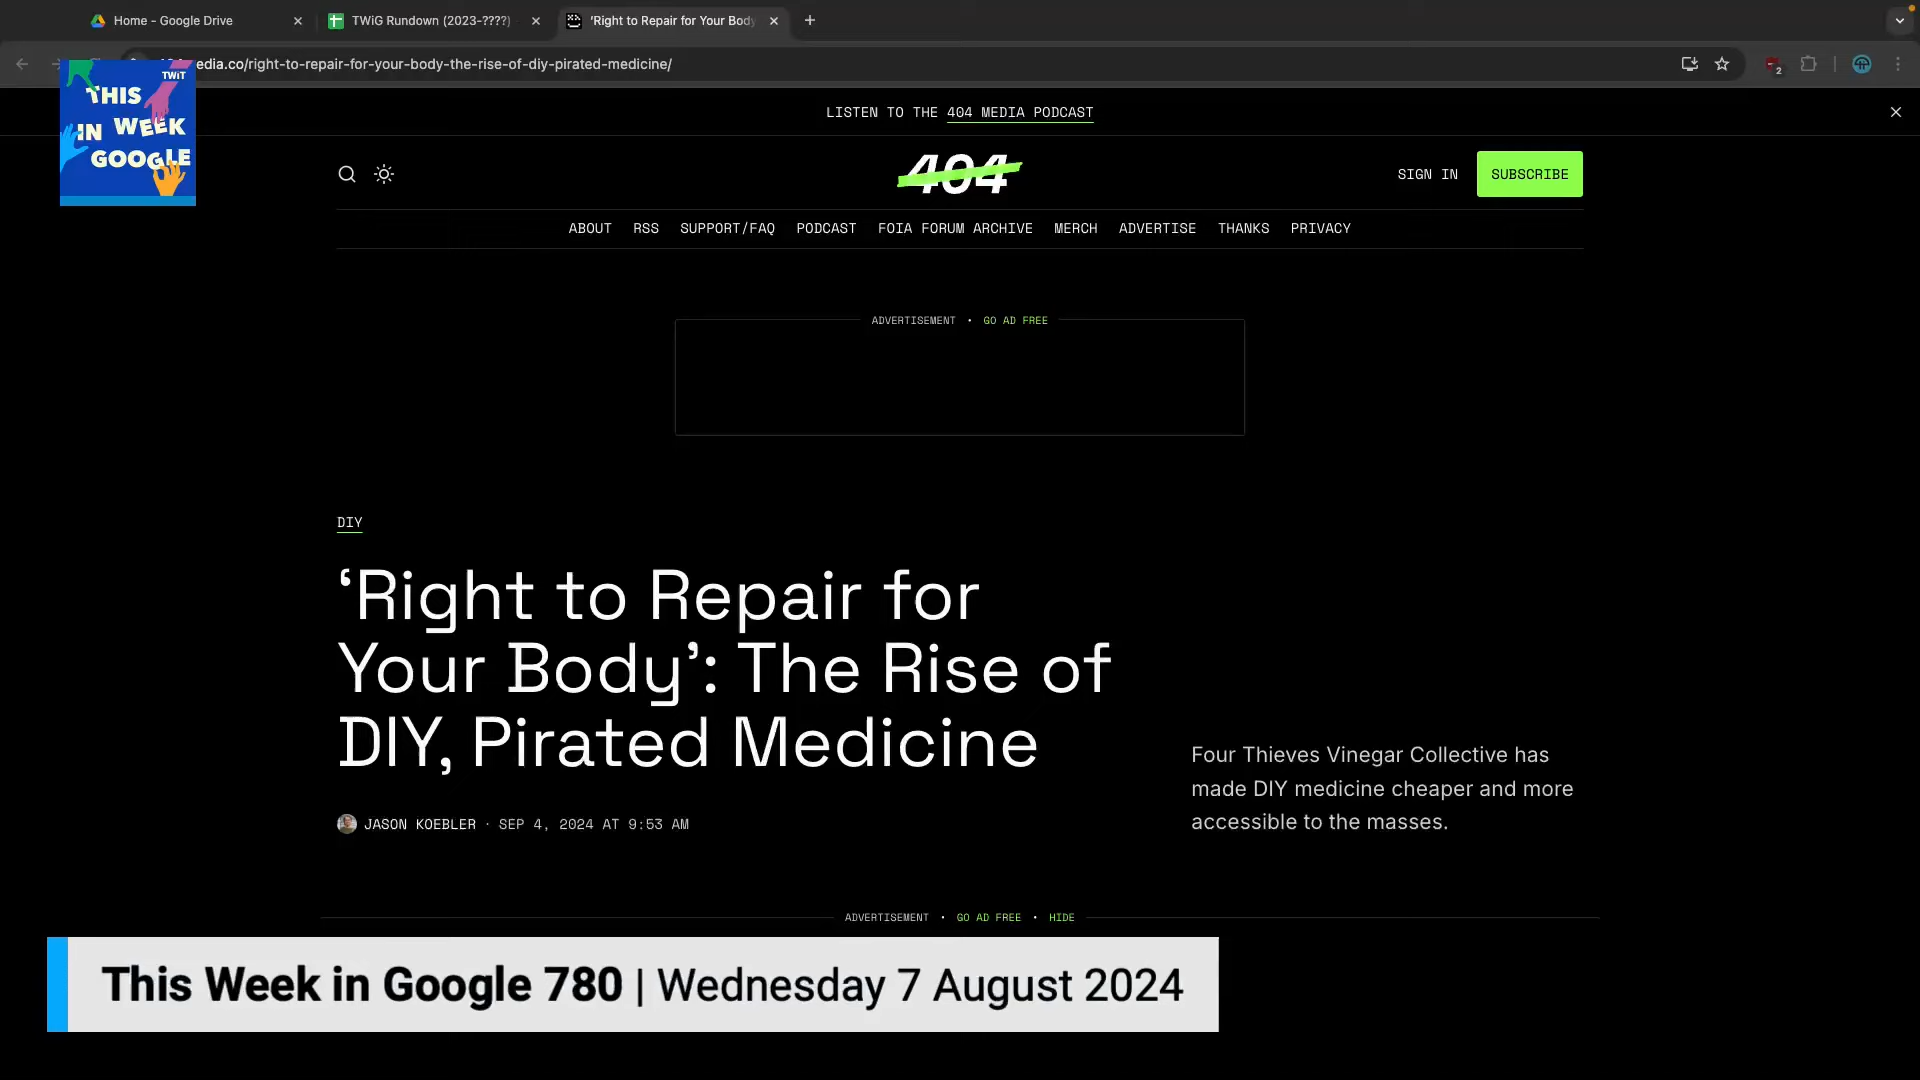 Home - Google Drive
TWiG Rundown (2023-????)
‘Right to Repair for Your Body
edia.co/right-to-repair-for-your-body-the-rise-of-diy-pirated-medicine/
2
TWiT
THIS
IN WEEK
GOOGLE
LISTEN TO THE 404 MEDIA PODCAST
404
SIGN IN
SUBSCRIBE
ABOUT RSS SUPPORT/FAQ PODCAST FOIA FORUM ARCHIVE MERCH ADVERTISE THANKS PRIVACY
ADVERTISEMENT • GO AD FREE
DIY
‘Right to Repair for
Your Body’: The Rise of
DIY, Pirated Medicine
Four Thieves Vinegar Collective has
made DIY medicine cheaper and more
accessible to the masses.
JASON KOEBLER · SEP 4, 2024 AT 9:53 AM
ADVERTISEMENT • GO AD FREE • HIDE
This Week in Google 780 | Wednesday 7 August 2024